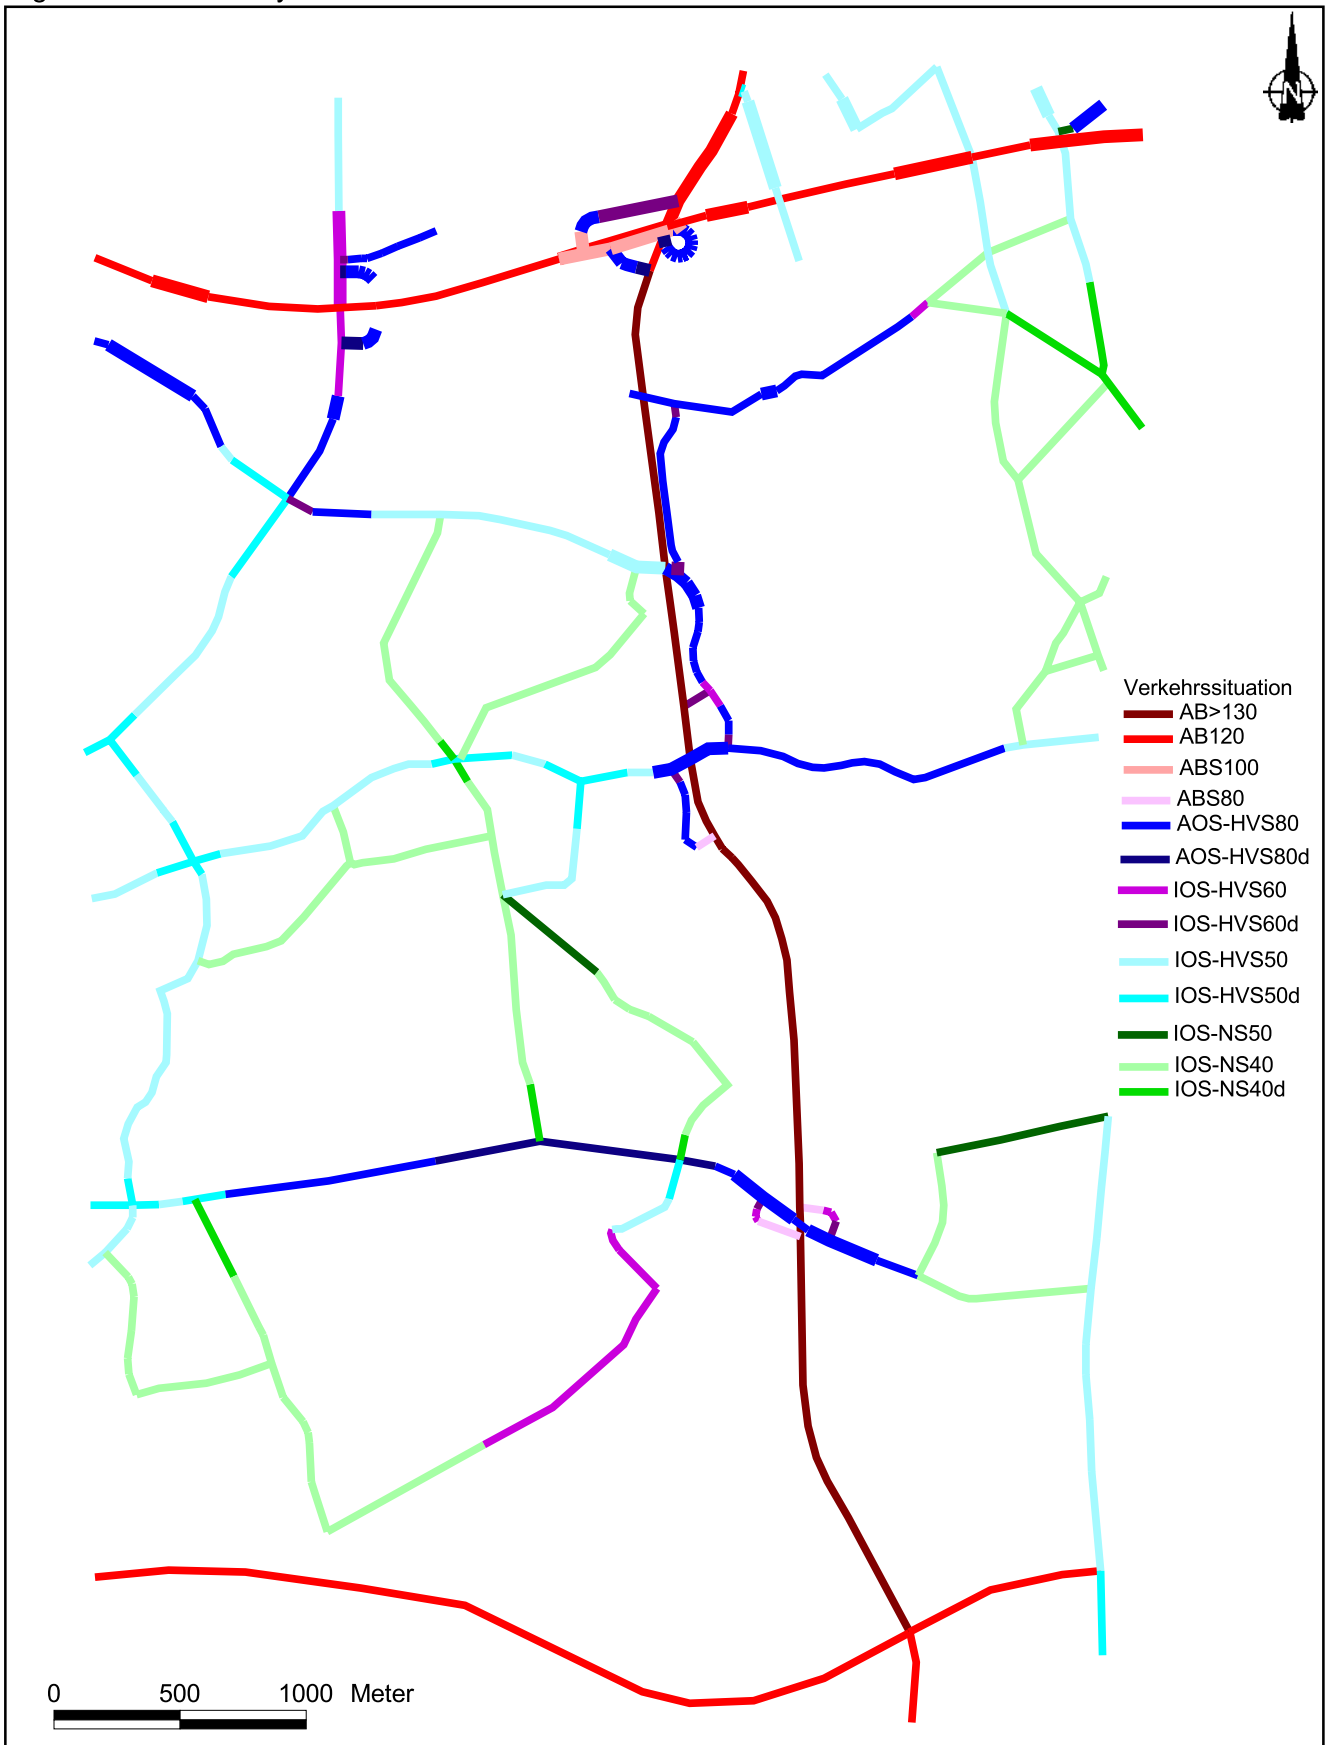 N
Verkehrssituation
AB>130
AB120
ABS100
ABS80
AOS-HVS80
AOS-HVS80d
IOS-HVS60
IOS-HVS60d
IOS-HVS50
IOS-HVS50d
IOS-NS50
IOS-NS40
IOS-NS40d
0 500 1000 Meter